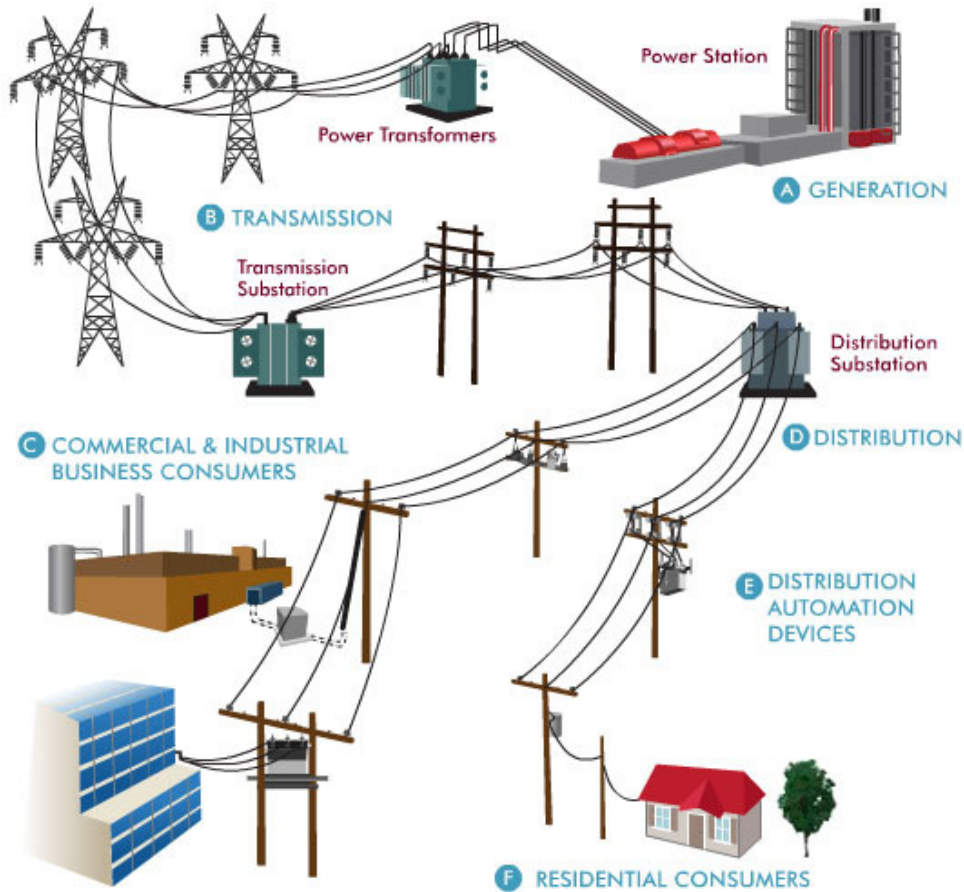 Power Station
Power Transformers
A GENERATION
B TRANSMISSION
Transmission
Substation
Distribution
Substation
C COMMERCIAL & INDUSTRIAL
BUSINESS CONSUMERS
D DISTRIBUTION
E DISTRIBUTION
AUTOMATION
DEVICES
F RESIDENTIAL CONSUMERS